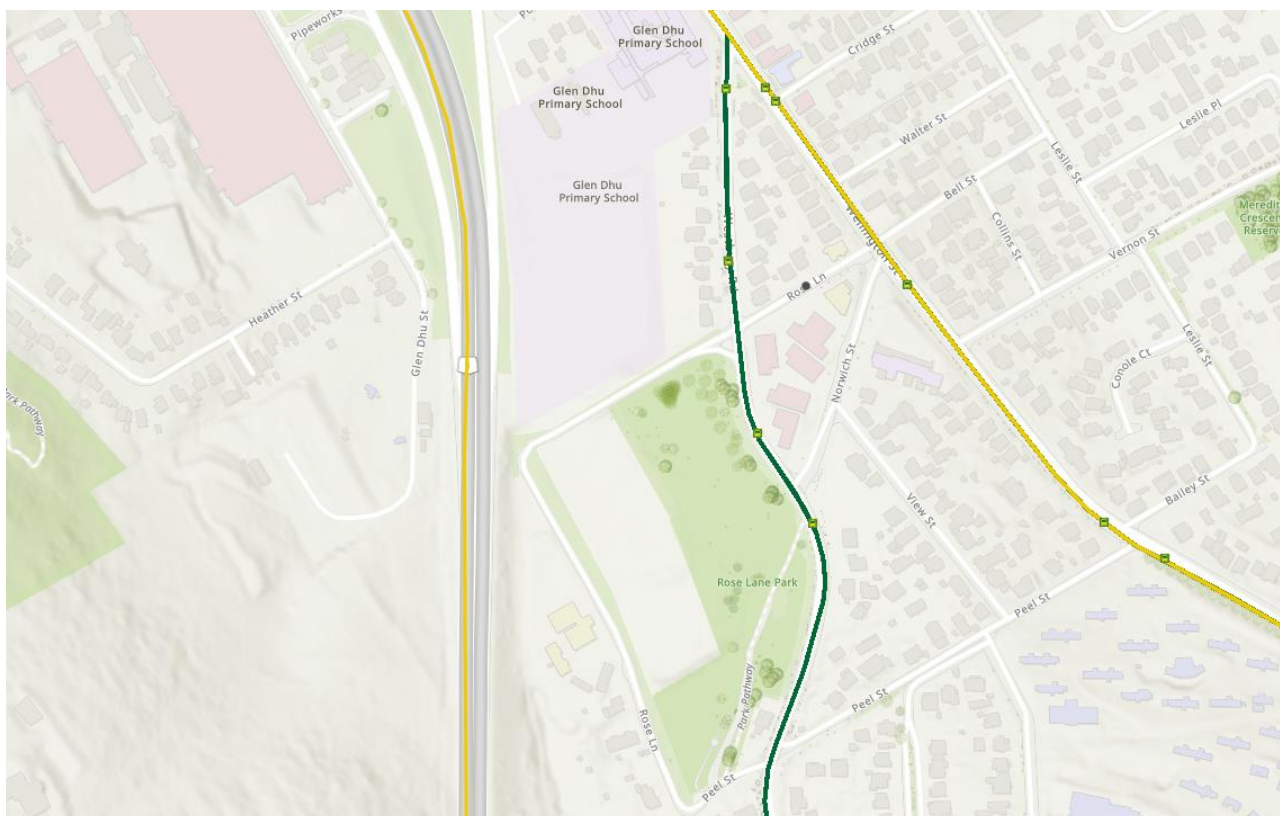 Pipeworks
Glen Dhu
Primary School
Cridge St
Glen Dhu
Primary School
Leslie Pl
Walter St
Leslie St
Bell St
Glen Dhu
Primary School
Collins St
Wellington St
Vernon St
Crescent
Reserve
Rose Ln
Heather St
Glen Dhu St
Leslie St
Conole Ct
Norwich St
Park Pathway
Bailey St
View St
Rose Lane Park
Peel St
Peel St
Park Pathway
Rose Ln
Peel St